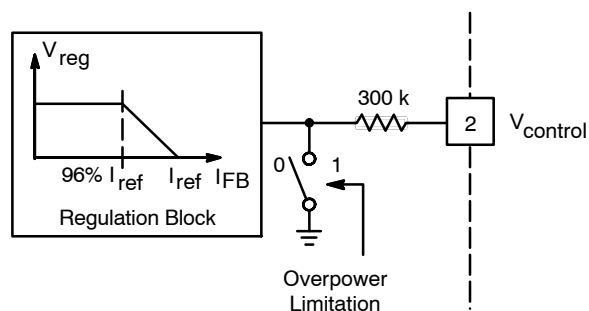 V reg
300 k
2
V control
0
1
96% I ref
I ref
I FB
Regulation Block
Overpower
Limitation